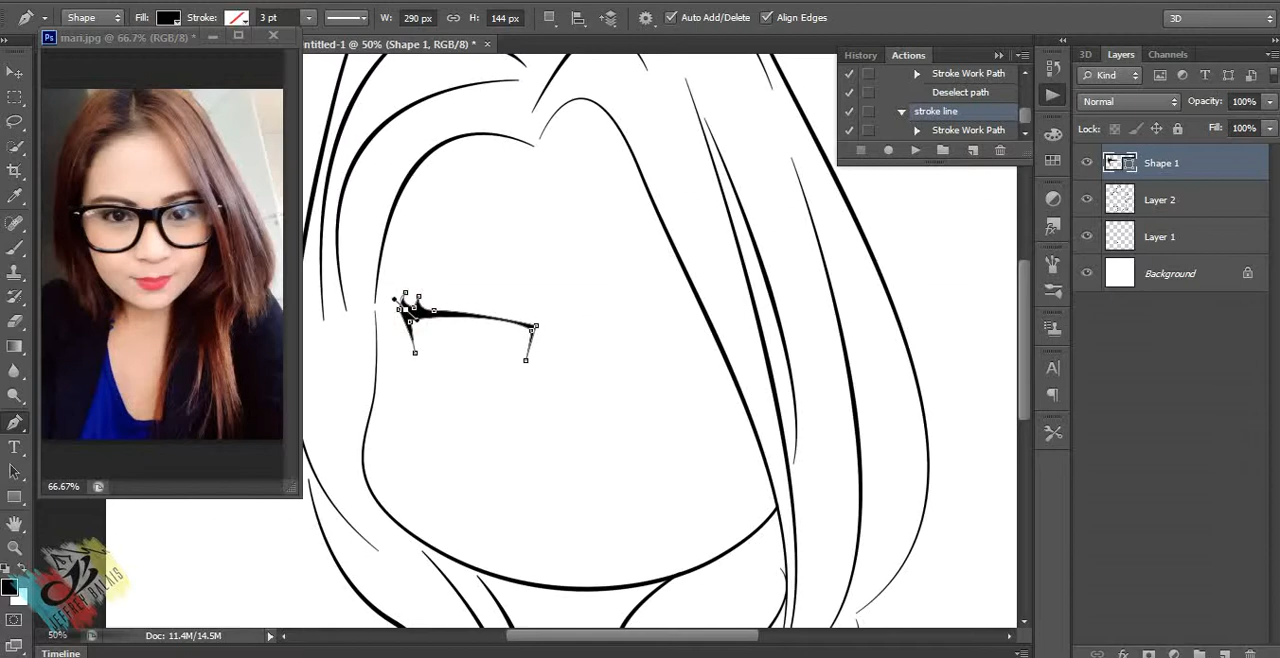 Shape Fill: Stroke: 3 pt W: 290 px H: 144 px Auto Add/Delete Align Edges 3D
Ps man.jpg @ 66.7% (RGB/8) *
ntitled-1 @ 50% (Shape 1, RGB/8) *
History Actions
Stroke Work Path
Deselect path
stroke line
Stroke Work Path
3D Layers Channels
Kind
Normal Opacity: 100%
Lock: Fill: 100%
Shape 1
Layer 2
Layer 1
Background
66.67%
JEFFREY BALAIS
50% Doc: 11.4M/14.5M
Timeline